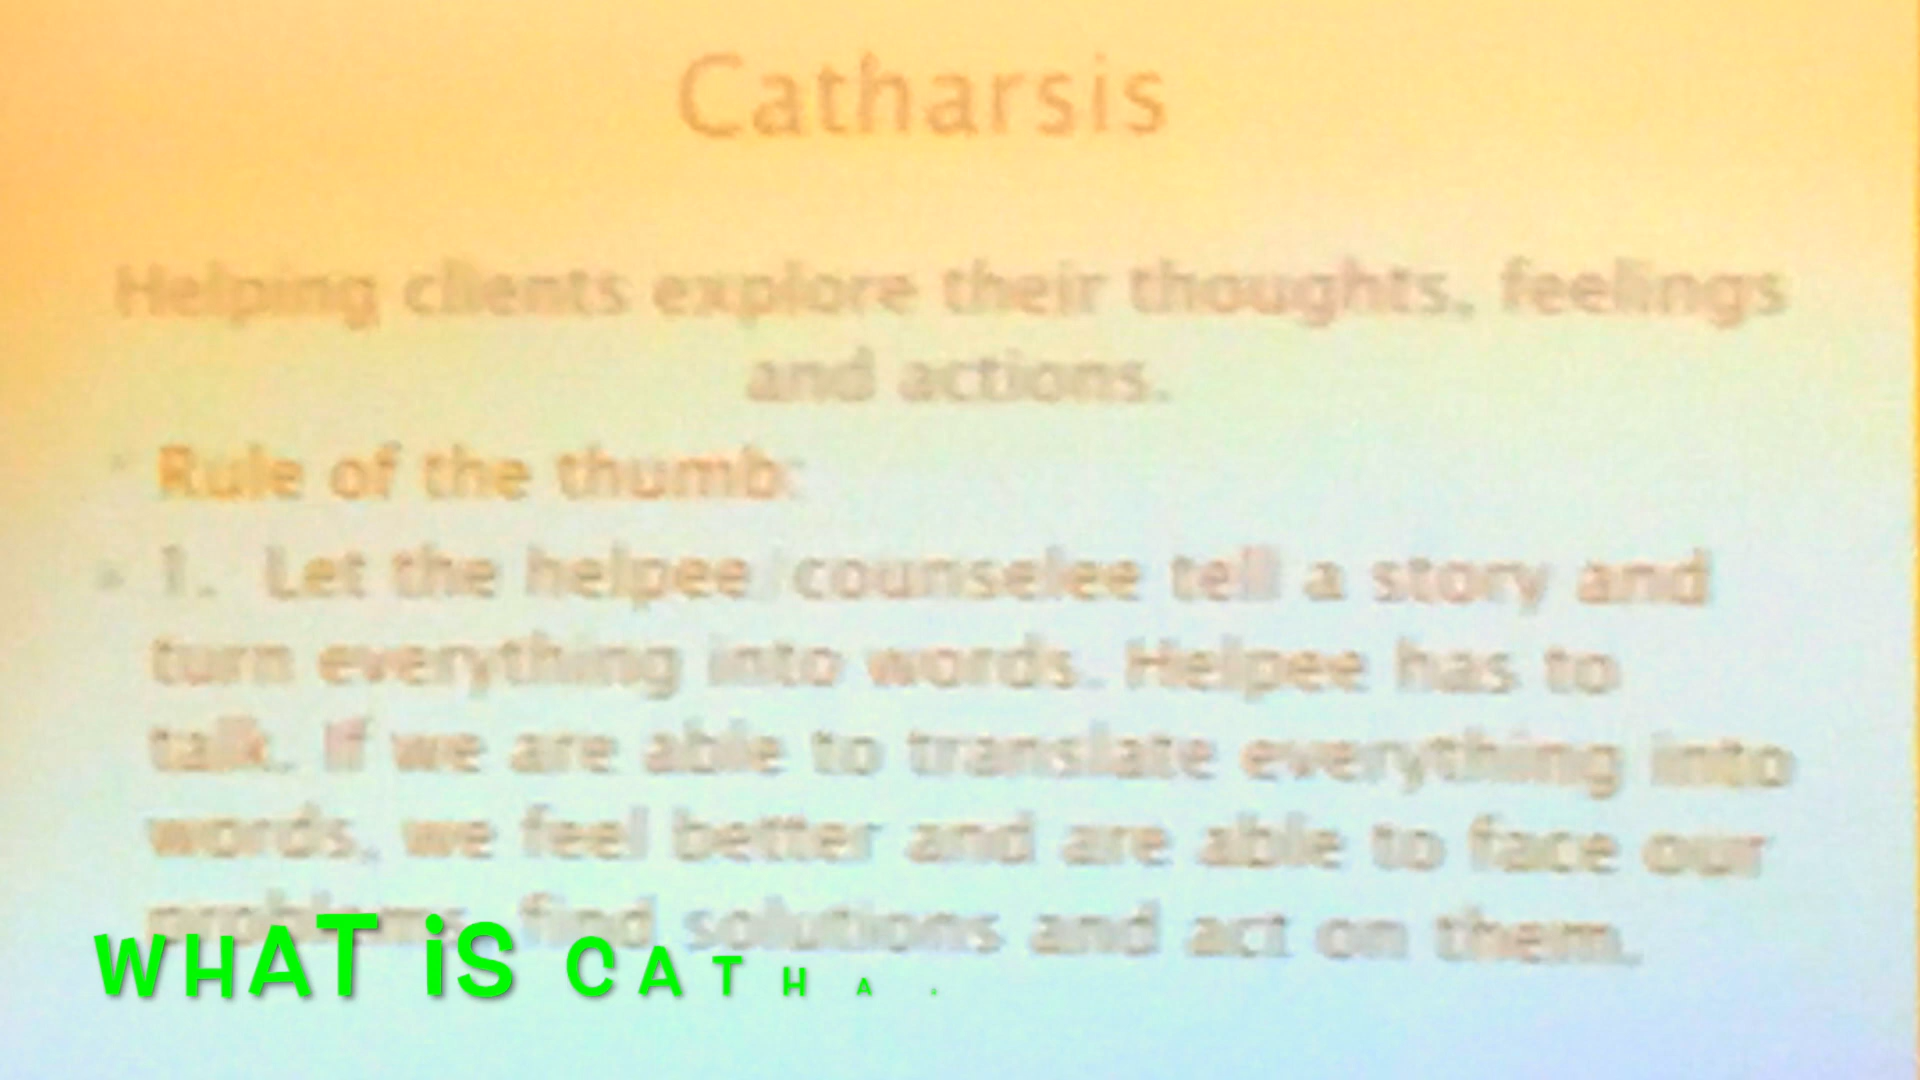 Catharsis
Helping clients explore their thoughts, feelings
and actions.
Rule of the thumb:
1. Let the helpee/counselee tell a story and
turn everything into words. Helpee has to
talk. If we are able to translate everything into
words, we feel better and are able to face our
problems, find solutions and act on them.
WHAT iS CATHA